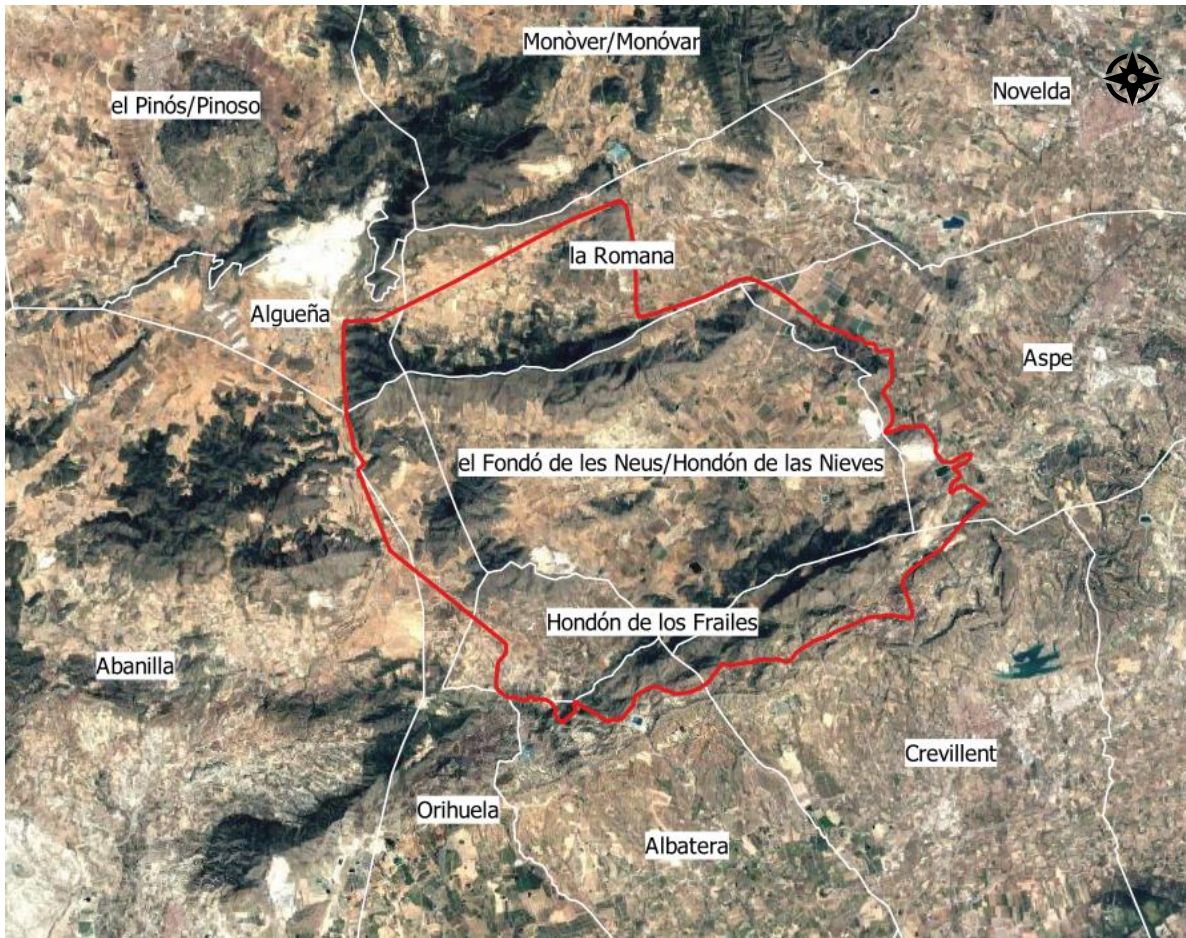 Monòver/Monóvar
el Pinós/Pinoso
Novelda
la Romana
Algueña
Aspe
el Fondó de les Neus/Hondón de las Nieves
Hondón de los Frailes
Abanilla
Crevillent
Orihuela
Albatera